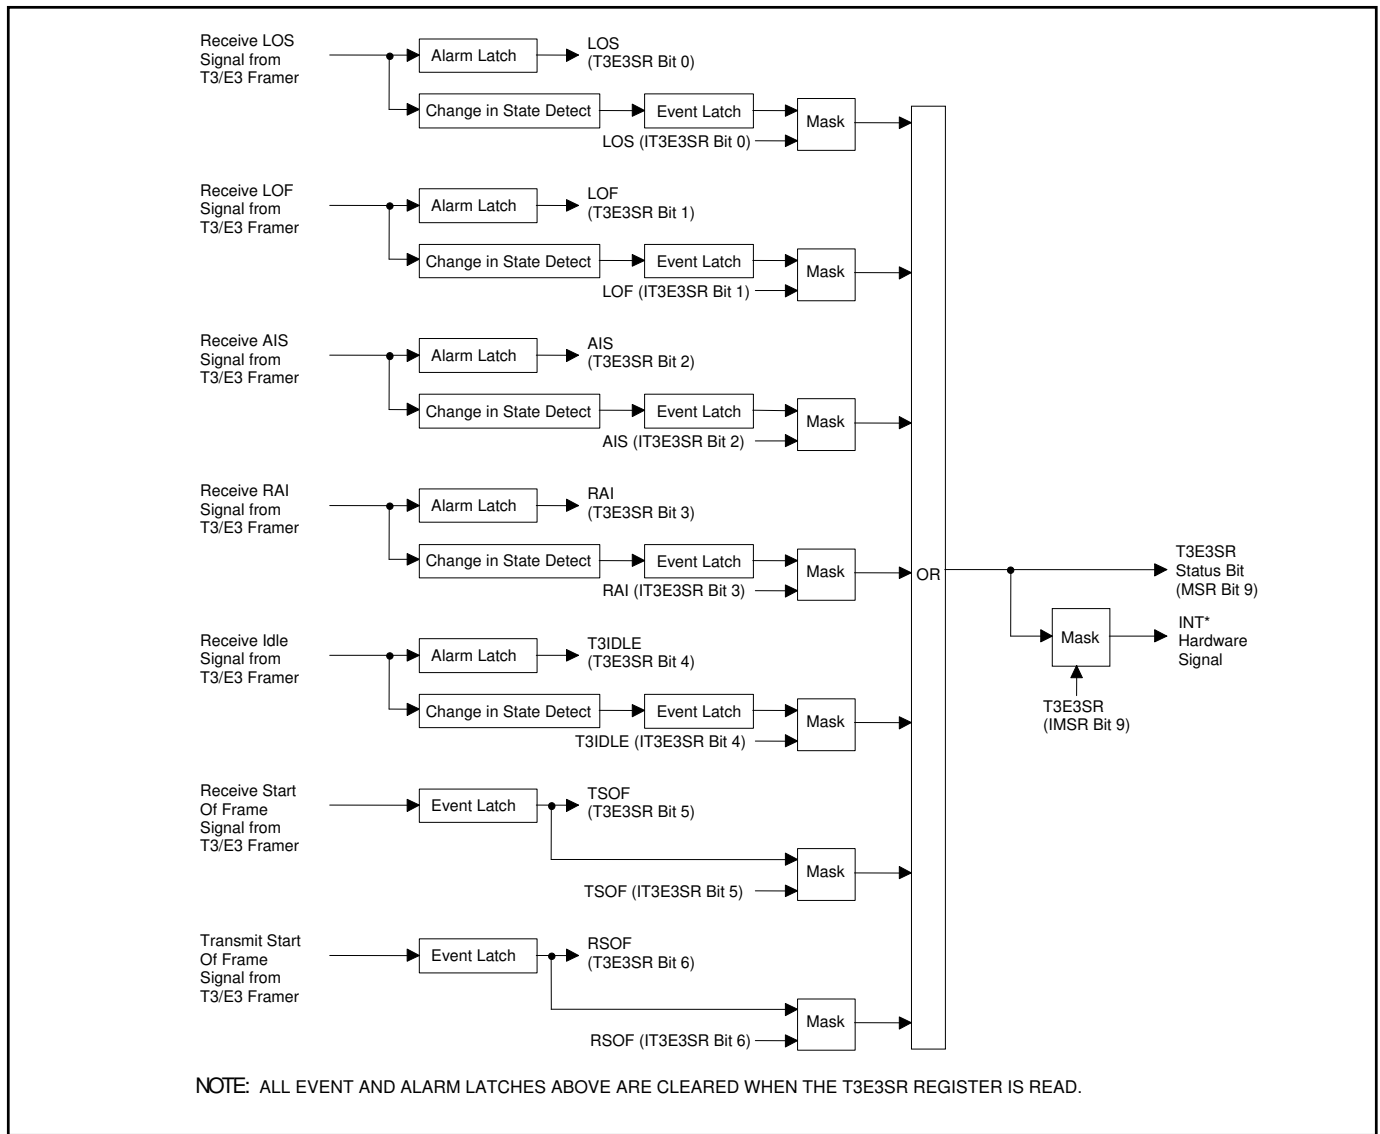 Receive LOS
Signal from
T3/E3 Framer
Alarm Latch
LOS
(T3E3SR Bit 0)
Change in State Detect
Event Latch
LOS (IT3E3SR Bit 0)
Mask
Receive LOF
Signal from
T3/E3 Framer
Alarm Latch
LOF
(T3E3SR Bit 1)
Change in State Detect
Event Latch
LOF (IT3E3SR Bit 1)
Mask
Receive AIS
Signal from
T3/E3 Framer
Alarm Latch
AIS
(T3E3SR Bit 2)
Change in State Detect
Event Latch
AIS (IT3E3SR Bit 2)
Mask
Receive RAI
Signal from
T3/E3 Framer
Alarm Latch
RAI
(T3E3SR Bit 3)
Change in State Detect
Event Latch
RAI (IT3E3SR Bit 3)
Mask
Receive Idle
Signal from
T3/E3 Framer
Alarm Latch
T3IDLE
(T3E3SR Bit 4)
Change in State Detect
Event Latch
T3IDLE (IT3E3SR Bit 4)
Mask
Receive Start
Of Frame
Signal from
T3/E3 Framer
Event Latch
TSOF
(T3E3SR Bit 5)
TSOF (IT3E3SR Bit 5)
Mask
Transmit Start
Of Frame
Signal from
T3/E3 Framer
Event Latch
RSOF
(T3E3SR Bit 6)
RSOF (IT3E3SR Bit 6)
Mask
OR
T3E3SR
Status Bit
(MSR Bit 9)
Mask
INT*
Hardware
Signal
T3E3SR
(IMSR Bit 9)
NOTE: ALL EVENT AND ALARM LATCHES ABOVE ARE CLEARED WHEN THE T3E3SR REGISTER IS READ.